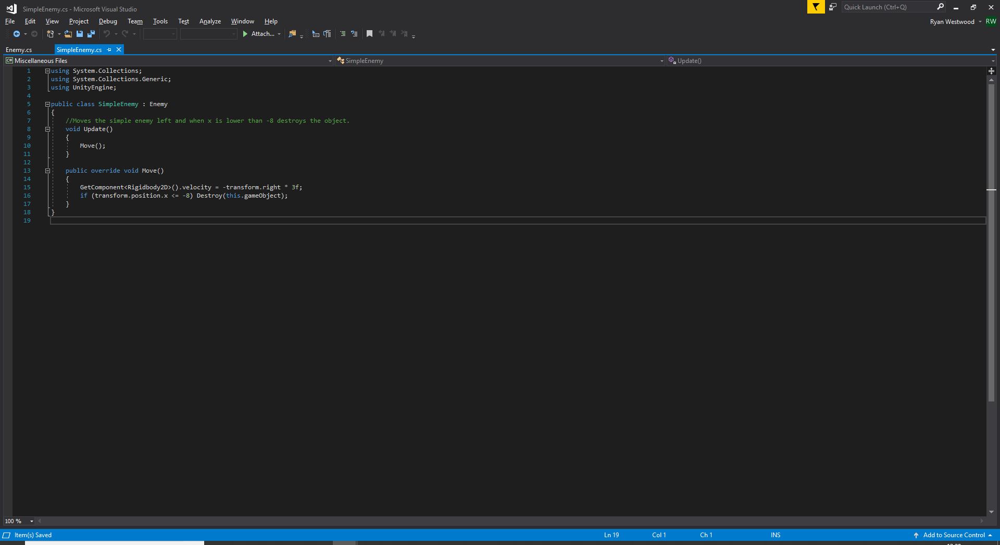 SimpleEnemy.cs - Microsoft Visual Studio
Quick Launch (Ctrl+Q)
File Edit View Project Debug Team Tools Test Analyze Window Help
Ryan Westwood RW
Attach...
Enemy.cs SimpleEnemy.cs
C# Miscellaneous Files SimpleEnemy Update()
1 using System.Collections;
2 using System.Collections.Generic;
3 using UnityEngine;
4
5 public class SimpleEnemy : Enemy
6 {
7 //Moves the simple enemy left and when x is lower than -8 destroys the object.
8 void Update()
9 {
10 Move();
11 }
12
13 public override void Move()
14 {
15 GetComponent<Rigidbody2D>().velocity = -transform.right * 3f;
16 if (transform.position.x <= -8) Destroy(this.gameObject);
17 }
18 }
19
100 %
Item(s) Saved Ln 19 Col 1 Ch 1 INS Add to Source Control